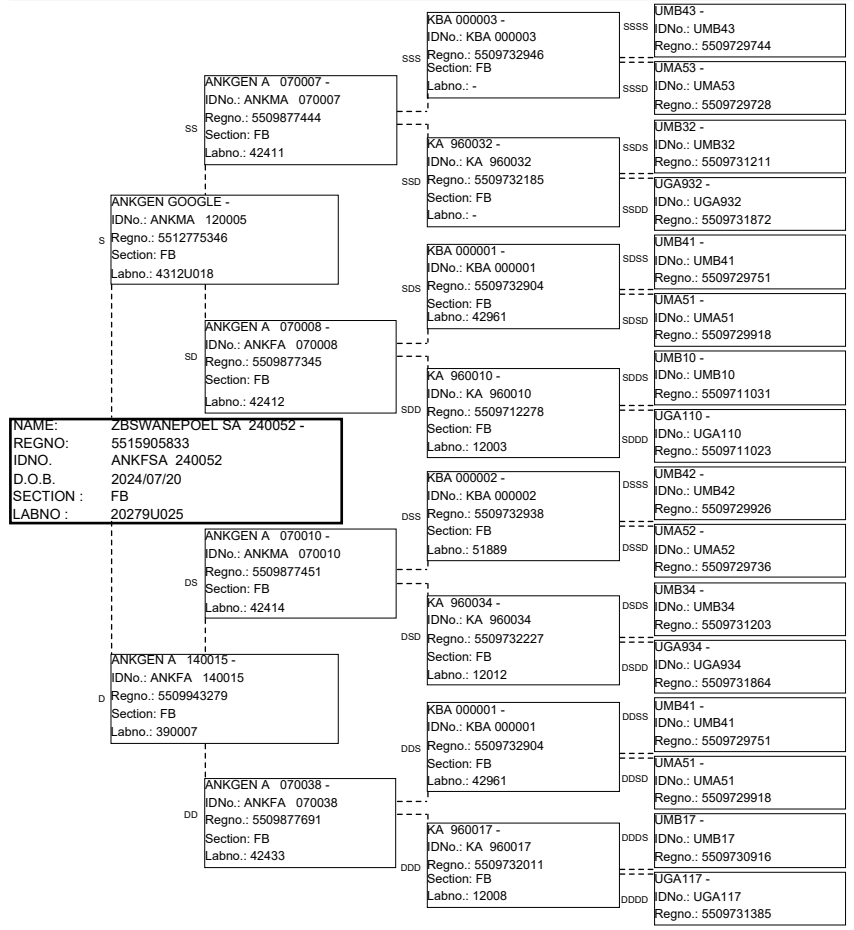 NAME: ZBSWANEPOEL SA 240052 -
REGNO: 5515905833
IDNO. ANKFSA 240052
D.O.B. 2024/07/20
SECTION : FB
LABNO : 20279U025
S
ANKGEN GOOGLE -
IDNo.: ANKMA 120005
Regno.: 5512775346
Section: FB
Labno.: 4312U018
D
ANKGEN A 140015 -
IDNo.: ANKFA 140015
Regno.: 5509943279
Section: FB
Labno.: 390007
SS
ANKGEN A 070007 -
IDNo.: ANKMA 070007
Regno.: 5509877444
Section: FB
Labno.: 42411
SD
ANKGEN A 070008 -
IDNo.: ANKFA 070008
Regno.: 5509877345
Section: FB
Labno.: 42412
DS
ANKGEN A 070010 -
IDNo.: ANKMA 070010
Regno.: 5509877451
Section: FB
Labno.: 42414
DD
ANKGEN A 070038 -
IDNo.: ANKFA 070038
Regno.: 5509877691
Section: FB
Labno.: 42433
SSS
KBA 000003 -
IDNo.: KBA 000003
Regno.: 5509732946
Section: FB
Labno.: -
SSD
KA 960032 -
IDNo.: KA 960032
Regno.: 5509732185
Section: FB
Labno.: -
SDS
KBA 000001 -
IDNo.: KBA 000001
Regno.: 5509732904
Section: FB
Labno.: 42961
SDD
KA 960010 -
IDNo.: KA 960010
Regno.: 5509712278
Section: FB
Labno.: 12003
DSS
KBA 000002 -
IDNo.: KBA 000002
Regno.: 5509732938
Section: FB
Labno.: 51889
DSD
KA 960034 -
IDNo.: KA 960034
Regno.: 5509732227
Section: FB
Labno.: 12012
DDS
KBA 000001 -
IDNo.: KBA 000001
Regno.: 5509732904
Section: FB
Labno.: 42961
DDD
KA 960017 -
IDNo.: KA 960017
Regno.: 5509732011
Section: FB
Labno.: 12008
SSSS
UMB43 -
IDNo.: UMB43
Regno.: 5509729744
SSSD
UMA53 -
IDNo.: UMA53
Regno.: 5509729728
SSDS
UMB32 -
IDNo.: UMB32
Regno.: 5509731211
SSDD
UGA932 -
IDNo.: UGA932
Regno.: 5509731872
SDSS
UMB41 -
IDNo.: UMB41
Regno.: 5509729751
SDSD
UMA51 -
IDNo.: UMA51
Regno.: 5509729918
SDDS
UMB10 -
IDNo.: UMB10
Regno.: 5509711031
SDDD
UGA110 -
IDNo.: UGA110
Regno.: 5509711023
DSSS
UMB42 -
IDNo.: UMB42
Regno.: 5509729926
DSSD
UMA52 -
IDNo.: UMA52
Regno.: 5509729736
DSDS
UMB34 -
IDNo.: UMB34
Regno.: 5509731203
DSDD
UGA934 -
IDNo.: UGA934
Regno.: 5509731864
DDSS
UMB41 -
IDNo.: UMB41
Regno.: 5509729751
DDSD
UMA51 -
IDNo.: UMA51
Regno.: 5509729918
DDDS
UMB17 -
IDNo.: UMB17
Regno.: 5509730916
DDDD
UGA117 -
IDNo.: UGA117
Regno.: 5509731385